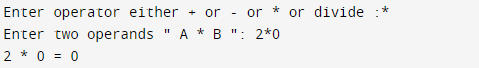 Enter operator either + or - or * or divide :*
Enter two operands " A * B ": 2*0
2 * 0 = 0